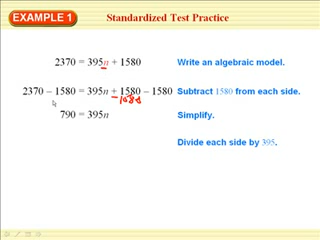 EXAMPLE 1 Standardized Test Practice
2370 = 395n + 1580 Write an algebraic model.
2370 – 1580 = 395n + 1580 – 1580 Subtract 1580 from each side.
790 = 395n Simplify.
Divide each side by 395.